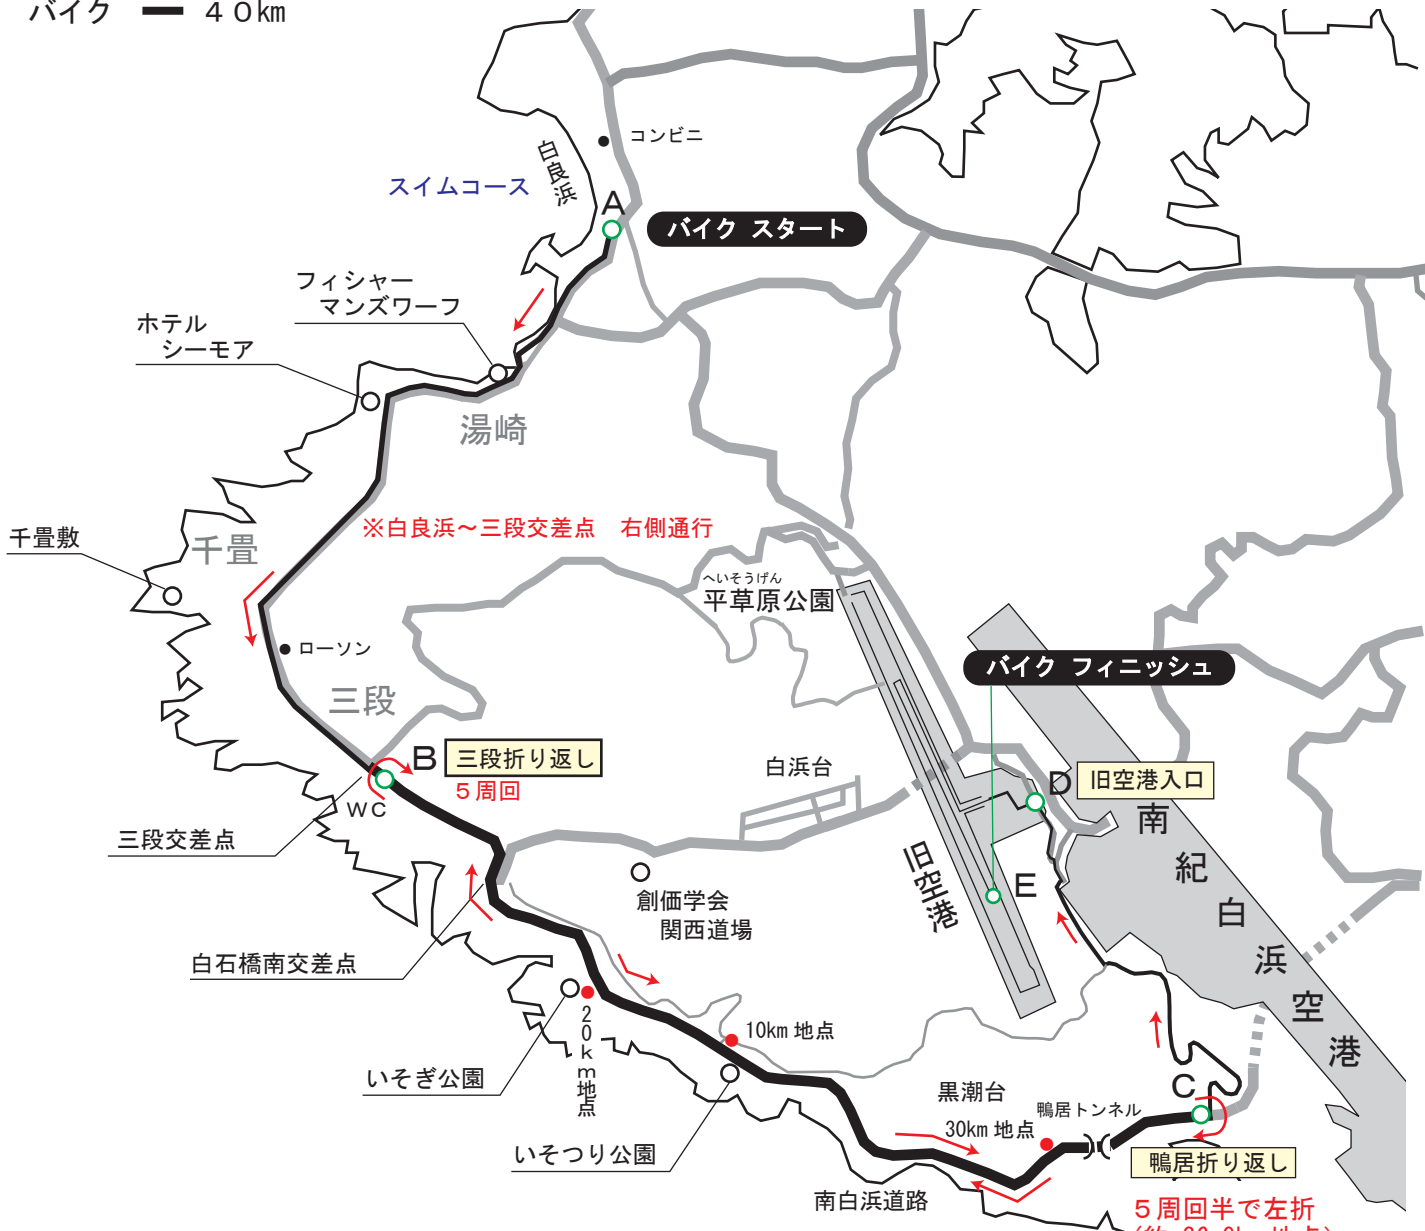 バイク ━ 40km
コンビニ
白良浜
スイムコース
A
バイク スタート
フィシャー
マンズワーフ
ホテル
シーモア
湯崎
※白良浜～三段交差点 右側通行
千畳敷
千畳
へいそうげん
平草原公園
ローソン
バイク フィニッシュ
三段
B
三段折り返し
5周回
WC
白浜台
D
旧空港入口
三段交差点
南紀白浜空港
旧空港
E
創価学会
関西道場
白石橋南交差点
20km地点
10km地点
いそぎ公園
黒潮台
C
鴨居トンネル
30km地点
いそつり公園
鴨居折り返し
南白浜道路
5周回半で左折